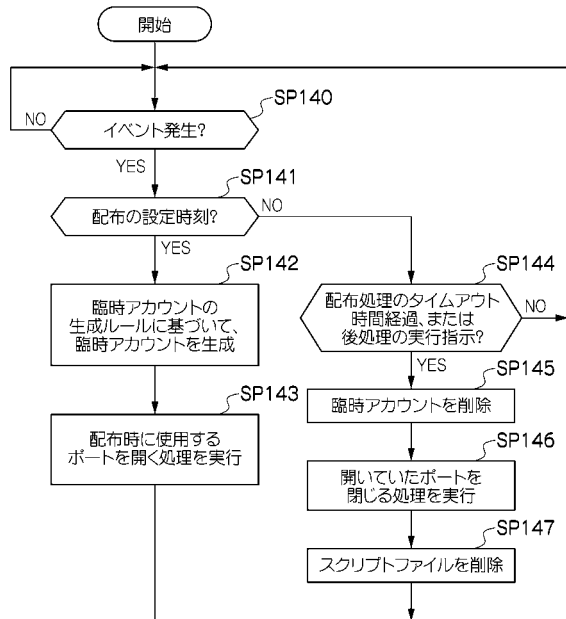 開始
SP140
イベント発生?
NO
YES
SP141
配布の設定時刻?
NO
YES
SP142
臨時アカウントの
生成ルールに基づいて、
臨時アカウントを生成
SP143
配布時に使用する
ポートを開く処理を実行
SP144
配布処理のタイムアウト
時間経過、または
後処理の実行指示?
NO
YES
SP145
臨時アカウントを削除
SP146
開いていたポートを
閉じる処理を実行
SP147
スクリプトファイルを削除